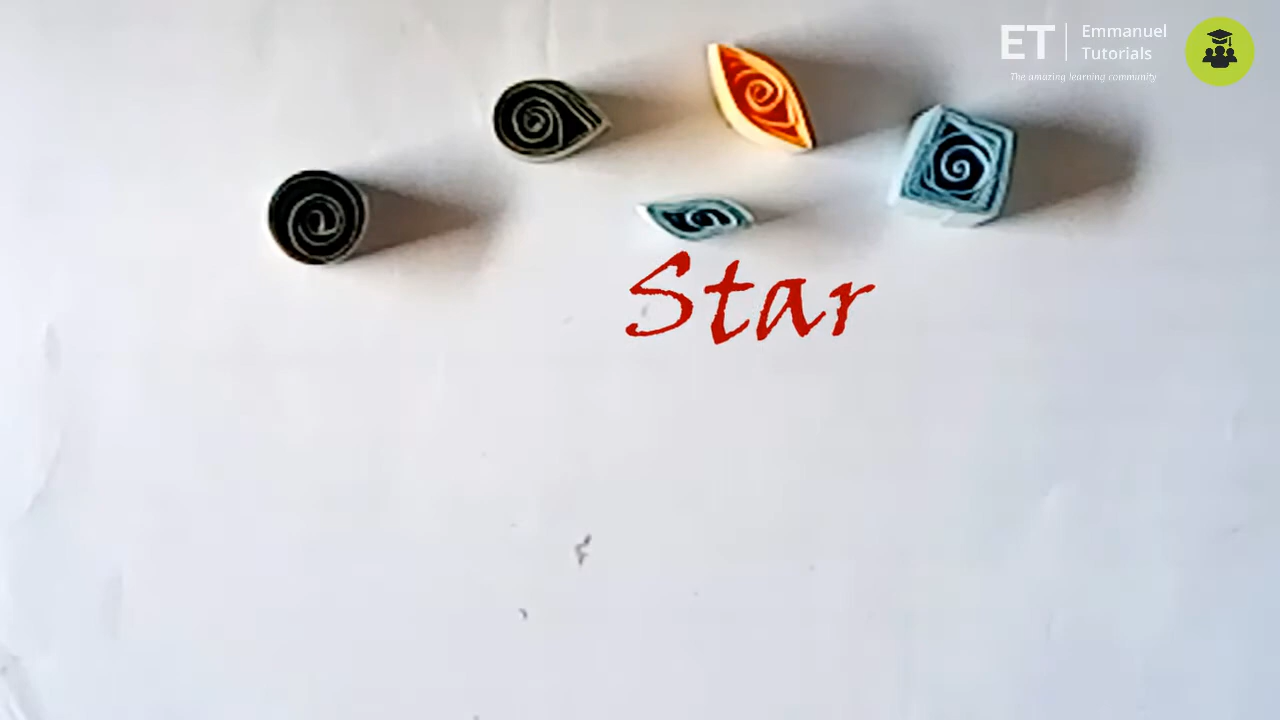 ET
Emmanuel
Tutorials
The amazing learning community
Star